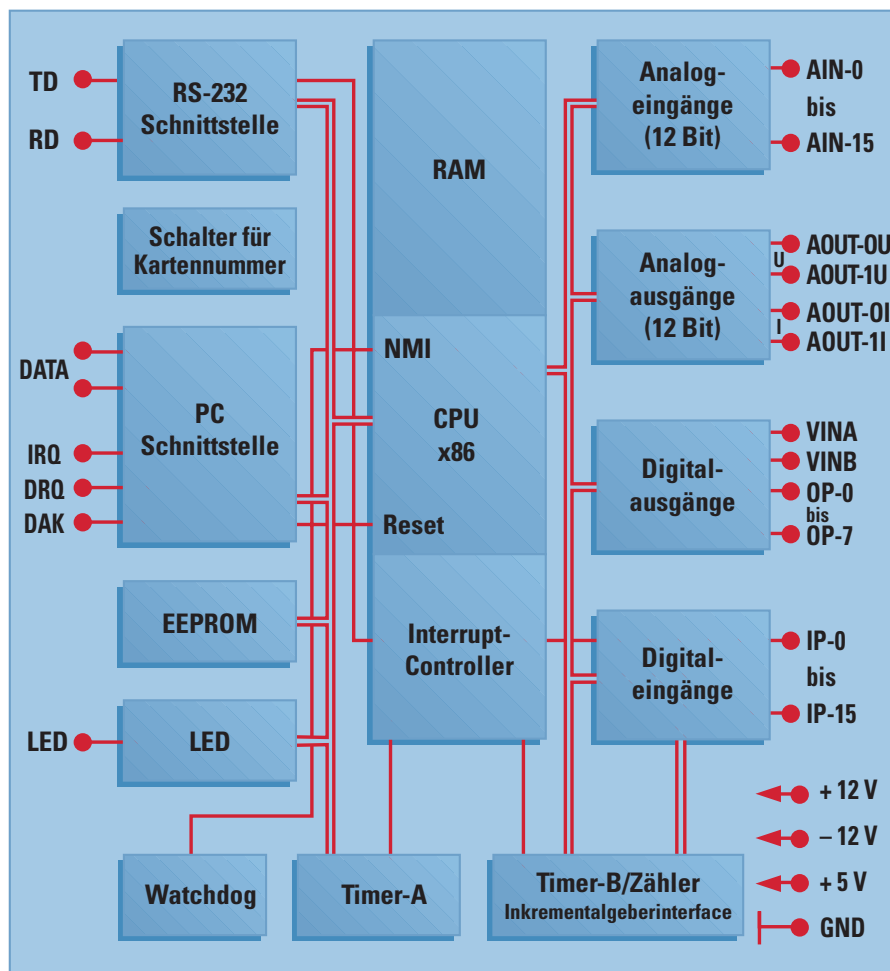 TD
RD
RS-232
Schnittstelle
Schalter für
Kartennummer
DATA
IRQ
DRQ
DAK
PC
Schnittstelle
EEPROM
LED
LED
Watchdog
Timer-A
RAM
NMI
CPU
x86
Reset
Interrupt-
Controller
Analog-
eingänge
(12 Bit)
AIN-0
bis
AIN-15
Analog-
ausgänge
(12 Bit)
AOUT-OU
U
AOUT-1U
AOUT-OI
I
AOUT-1I
Digital-
ausgänge
VINA
VINB
OP-0
bis
OP-7
Digital-
eingänge
IP-0
bis
IP-15
Timer-B/Zähler
Inkrementalgeberinterface
+ 12 V
– 12 V
+ 5 V
GND